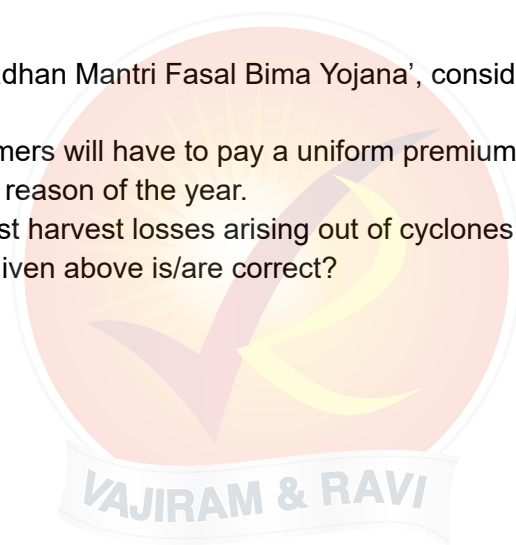 dhan Mantri Fasal Bima Yojana’, consid
mers will have to pay a uniform premium
reason of the year.
st harvest losses arising out of cyclones
iven above is/are correct?
VAJIRAM & RAVI